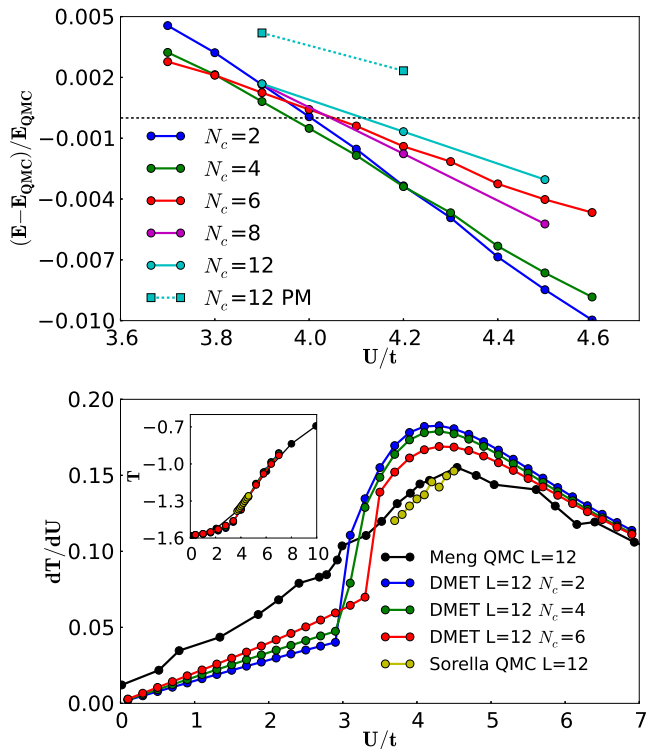 0.005
0.002
−0.001
−0.004
−0.007
−0.010
(E−E_QMC)/E_QMC
N_c=2
N_c=4
N_c=6
N_c=8
N_c=12
N_c=12 PM
3.6 3.8 4.0 4.2 4.4 4.6
U/t
0.20
0.15
0.10
0.05
0.00
dT/dU
−0.7
−1.0
−1.3
−1.6
T
0 2 4 6 8 10
Meng QMC L=12
DMET L=12 N_c=2
DMET L=12 N_c=4
DMET L=12 N_c=6
Sorella QMC L=12
0 1 2 3 4 5 6 7
U/t